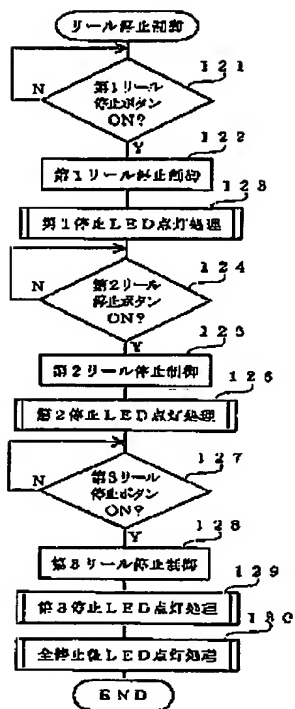 リール停止制御
121
第1リール
停止ボタン
ON?
N
Y
122
第1リール停止制御
123
第1停止LED点灯処理
124
第2リール
停止ボタン
ON?
N
Y
125
第2リール停止制御
126
第2停止LED点灯処理
127
第3リール
停止ボタン
ON?
N
Y
128
第3リール停止制御
129
第3停止LED点灯処理
130
全停止後LED点灯処理
END